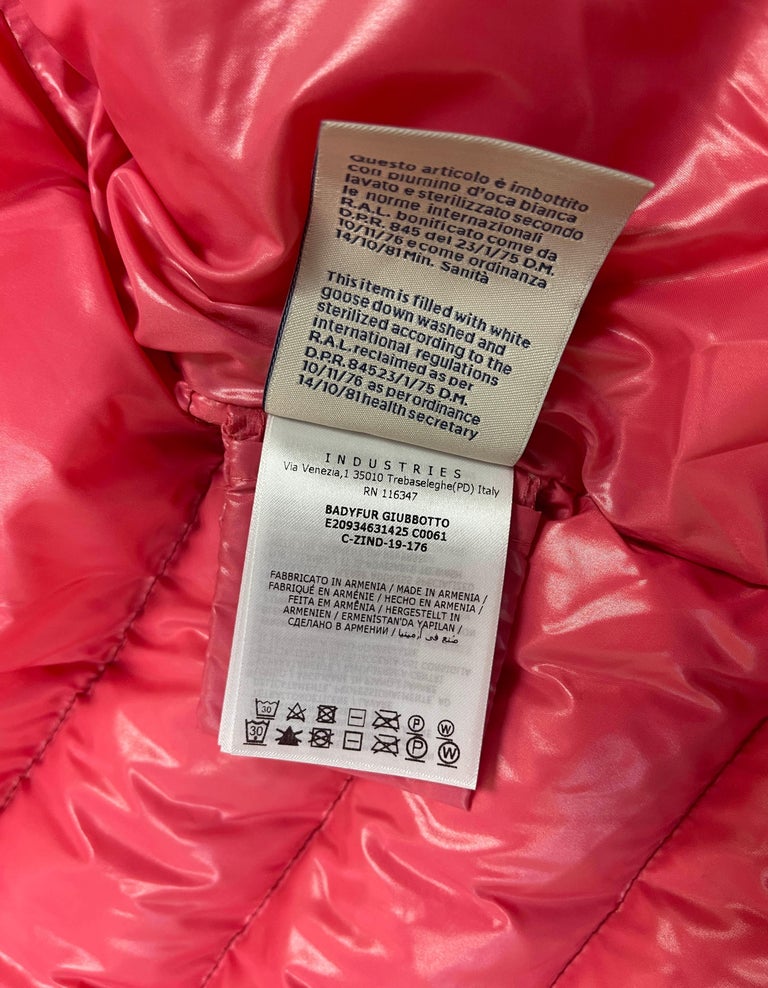 Questo articolo è imbottito
con piumino d'oca bianca
lavato e sterilizzato secondo
le norme internazionali
R.A.L. bonificato come da
D.P.R. 845 del 23/1/75 D.M.
10/11/76 e come ordinanza
14/10/81 Min. Sanità
This item is filled with white
goose down washed and
sterilized according to the
international regulations
R.A.L. reclaimed as per
D.P.R. 84523/1/75 D.M.
10/11/76 as per ordinance
14/10/81 health secretary
INDUSTRIES
Via Venezia,1 35010 Trebaseleghe(PD) Italy
RN 116347
BADYFUR GIUBBOTTO
E20934631425 C0061
C-ZIND-19-176
FABBRICATO IN ARMENIA / MADE IN ARMENIA /
FABRIQUÉ EN ARMÉNIE / HECHO EN ARMENIA /
FEITA EM ARMÊNIA / HERGESTELLT IN
ARMENIEN / ERMENISTAN'DA YAPILAN /
СДЕЛАНО В АРМЕНИИ / صنع في أرمينيا
30 P W
30 P W